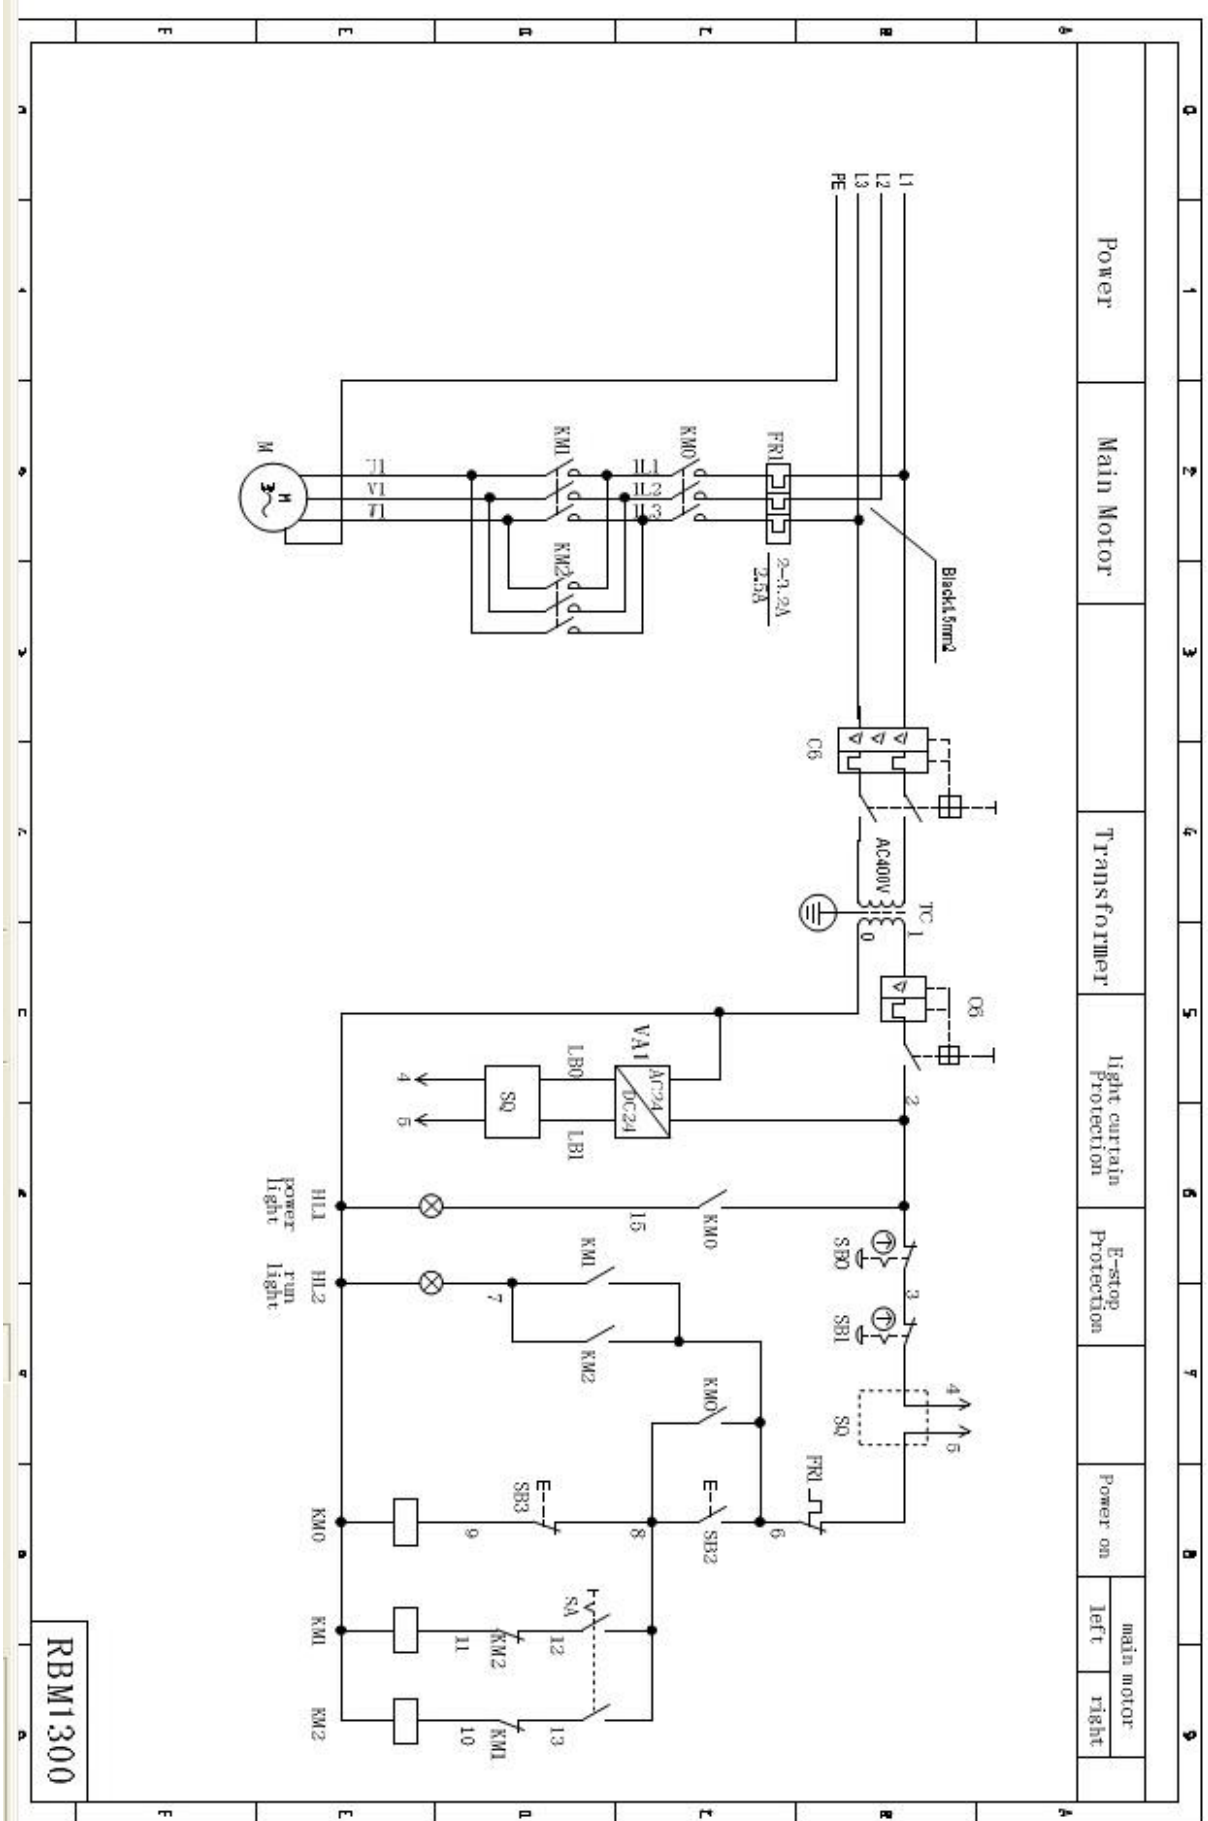 Power
Main Motor
Transformer
light curtain
Protection
E-stop
Protection
Power on
main motor
left
right
L1
L2
L3
PE
Black1.5mm2
FR1
2-3.2A
2.5A
KM0
1L1
1L2
1L3
KM1
KM2
U1
V1
M
M
3~
C6
AC400V
TC
1
0
C6
2
VA1
AC24
DC24
LB0
LB1
SQ
4
5
SB0
3
SB1
4
5
SQ
FR1
6
KM0
15
HL1
power
light
KM1
KM2
7
HL2
run
light
KM0
SB2
8
SB3
9
KM0
SA
12
KM2
11
KM1
13
KM1
10
KM2
RBM1300